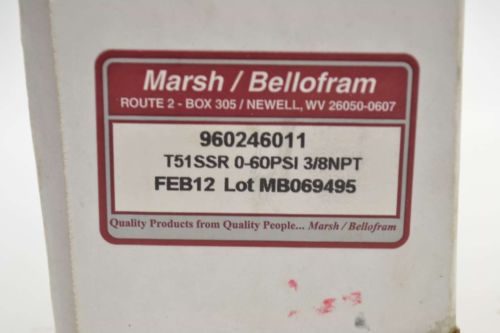 Marsh / Bellofram
ROUTE 2 - BOX 305 / NEWELL, WV 26050-0607
960246011
T51SSR 0-60PSI 3/8NPT
FEB12 Lot MB069495
Quality Products from Quality People... Marsh / Bellofram